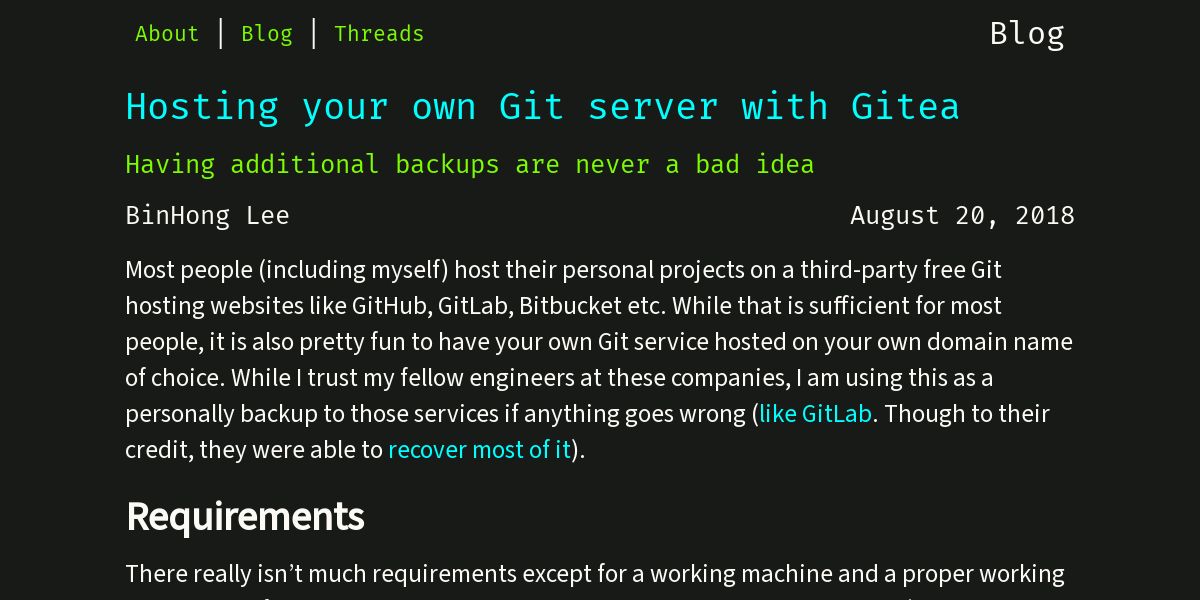 About | Blog | Threads
Blog
Hosting your own Git server with Gitea
Having additional backups are never a bad idea
BinHong Lee
August 20, 2018
Most people (including myself) host their personal projects on a third-party free Git
hosting websites like GitHub, GitLab, Bitbucket etc. While that is sufficient for most
people, it is also pretty fun to have your own Git service hosted on your own domain name
of choice. While I trust my fellow engineers at these companies, I am using this as a
personally backup to those services if anything goes wrong (like GitLab. Though to their
credit, they were able to recover most of it).
Requirements
There really isn’t much requirements except for a working machine and a proper working